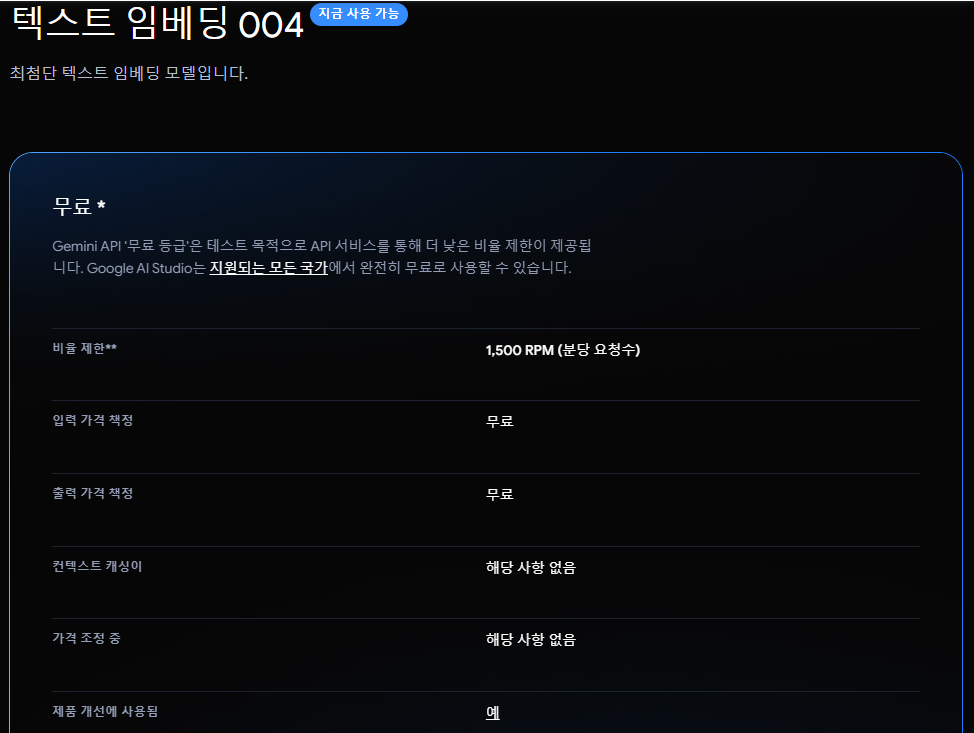 텍스트 임베딩 004 지금 사용 가능
최첨단 텍스트 임베딩 모델입니다.
무료 *
Gemini API '무료 등급'은 테스트 목적으로 API 서비스를 통해 더 낮은 비율 제한이 제공됩
니다. Google AI Studio는 지원되는 모든 국가에서 완전히 무료로 사용할 수 있습니다.
비율 제한** 1,500 RPM (분당 요청수)
입력 가격 책정 무료
출력 가격 책정 무료
컨텍스트 캐싱이 해당 사항 없음
가격 조정 중 해당 사항 없음
제품 개선에 사용됨 예